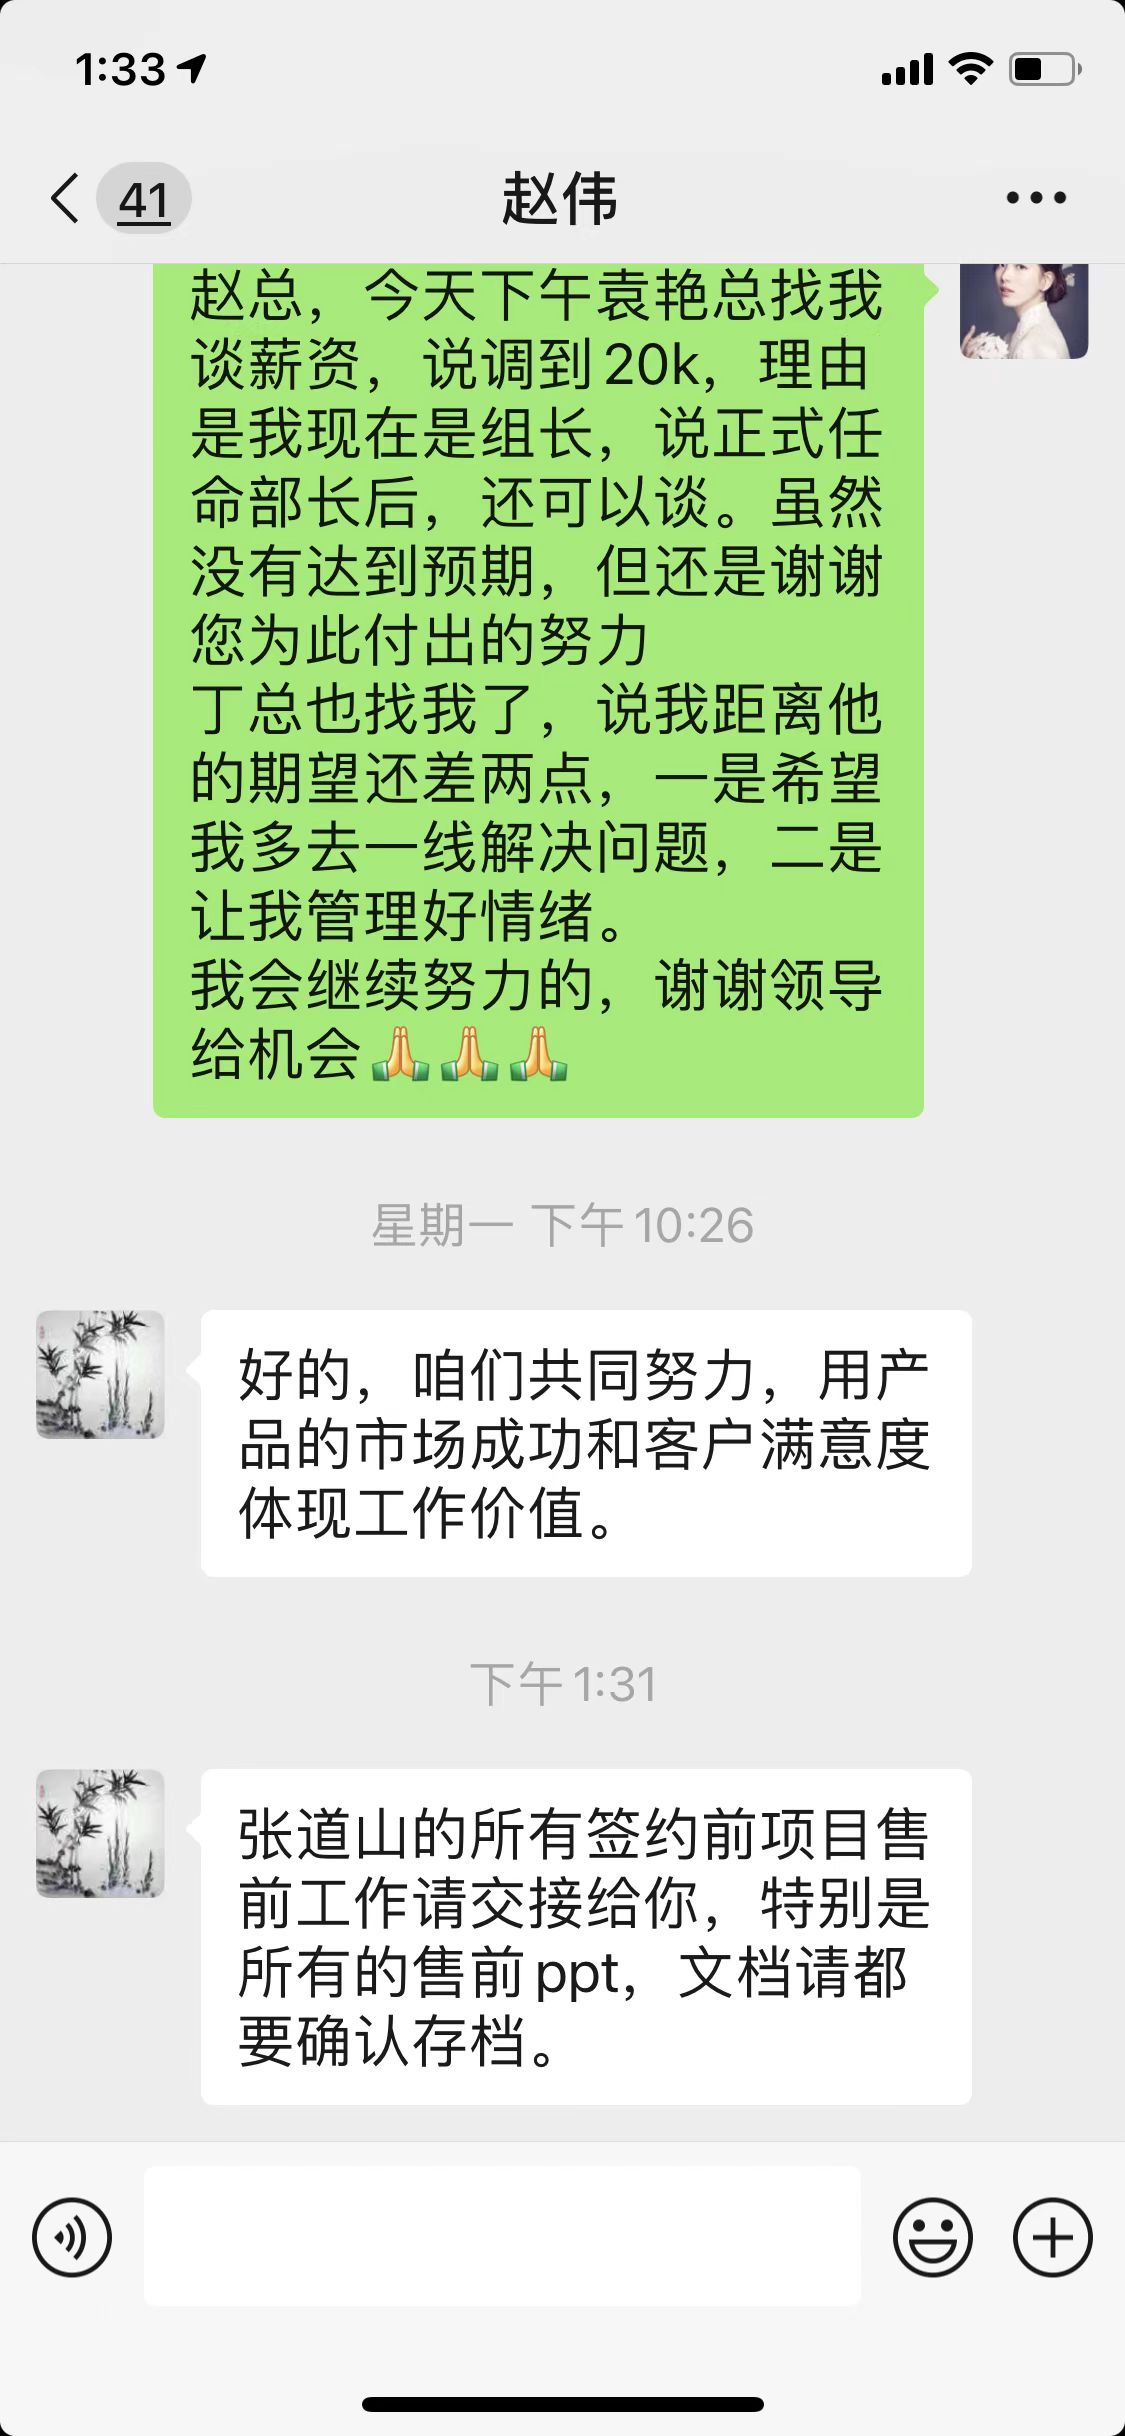 1:33
41
赵伟
赵总，今天下午袁艳总找我
谈薪资，说调到20k，理由
是我现在是组长，说正式任
命部长后，还可以谈。虽然
没有达到预期，但还是谢谢
您为此付出的努力
丁总也找我了，说我距离他
的期望还差两点，一是希望
我多去一线解决问题，二是
让我管理好情绪。
我会继续努力的，谢谢领导
给机会🙏🙏🙏
星期一 下午10:26
好的，咱们共同努力，用产
品的市场成功和客户满意度
体现工作价值。
下午1:31
张道山的所有签约前项目售
前工作请交接给你，特别是
所有的售前ppt，文档请都
要确认存档。